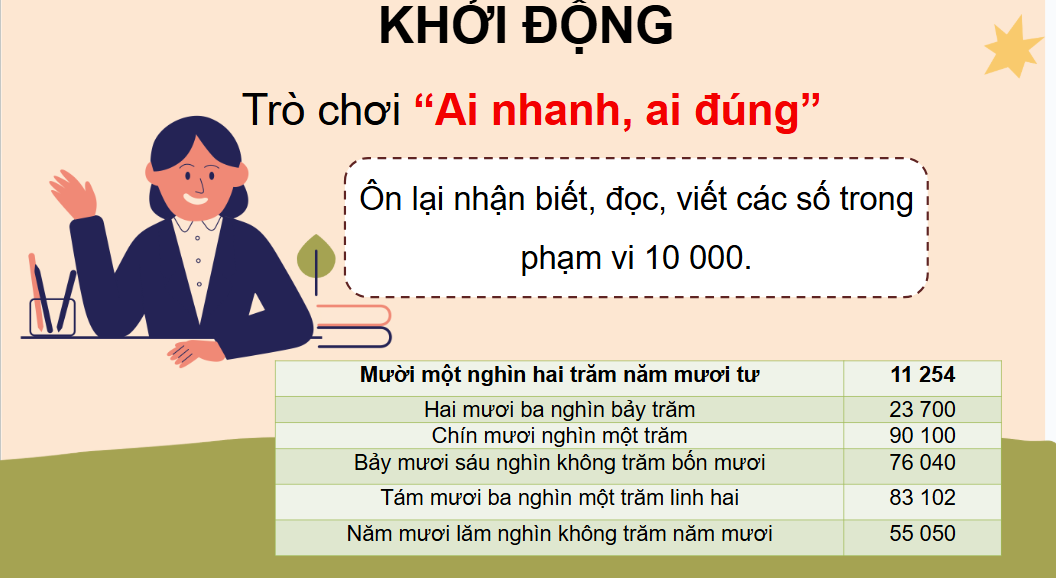 KHỞI ĐỘNG
Trò chơi “Ai nhanh, ai đúng”
Ôn lại nhận biết, đọc, viết các số trong
phạm vi 10 000.
Mười một nghìn hai trăm năm mươi tư 11 254
Hai mươi ba nghìn bảy trăm 23 700
Chín mươi nghìn một trăm 90 100
Bảy mươi sáu nghìn không trăm bốn mươi 76 040
Tám mươi ba nghìn một trăm linh hai 83 102
Năm mươi lăm nghìn không trăm năm mươi 55 050